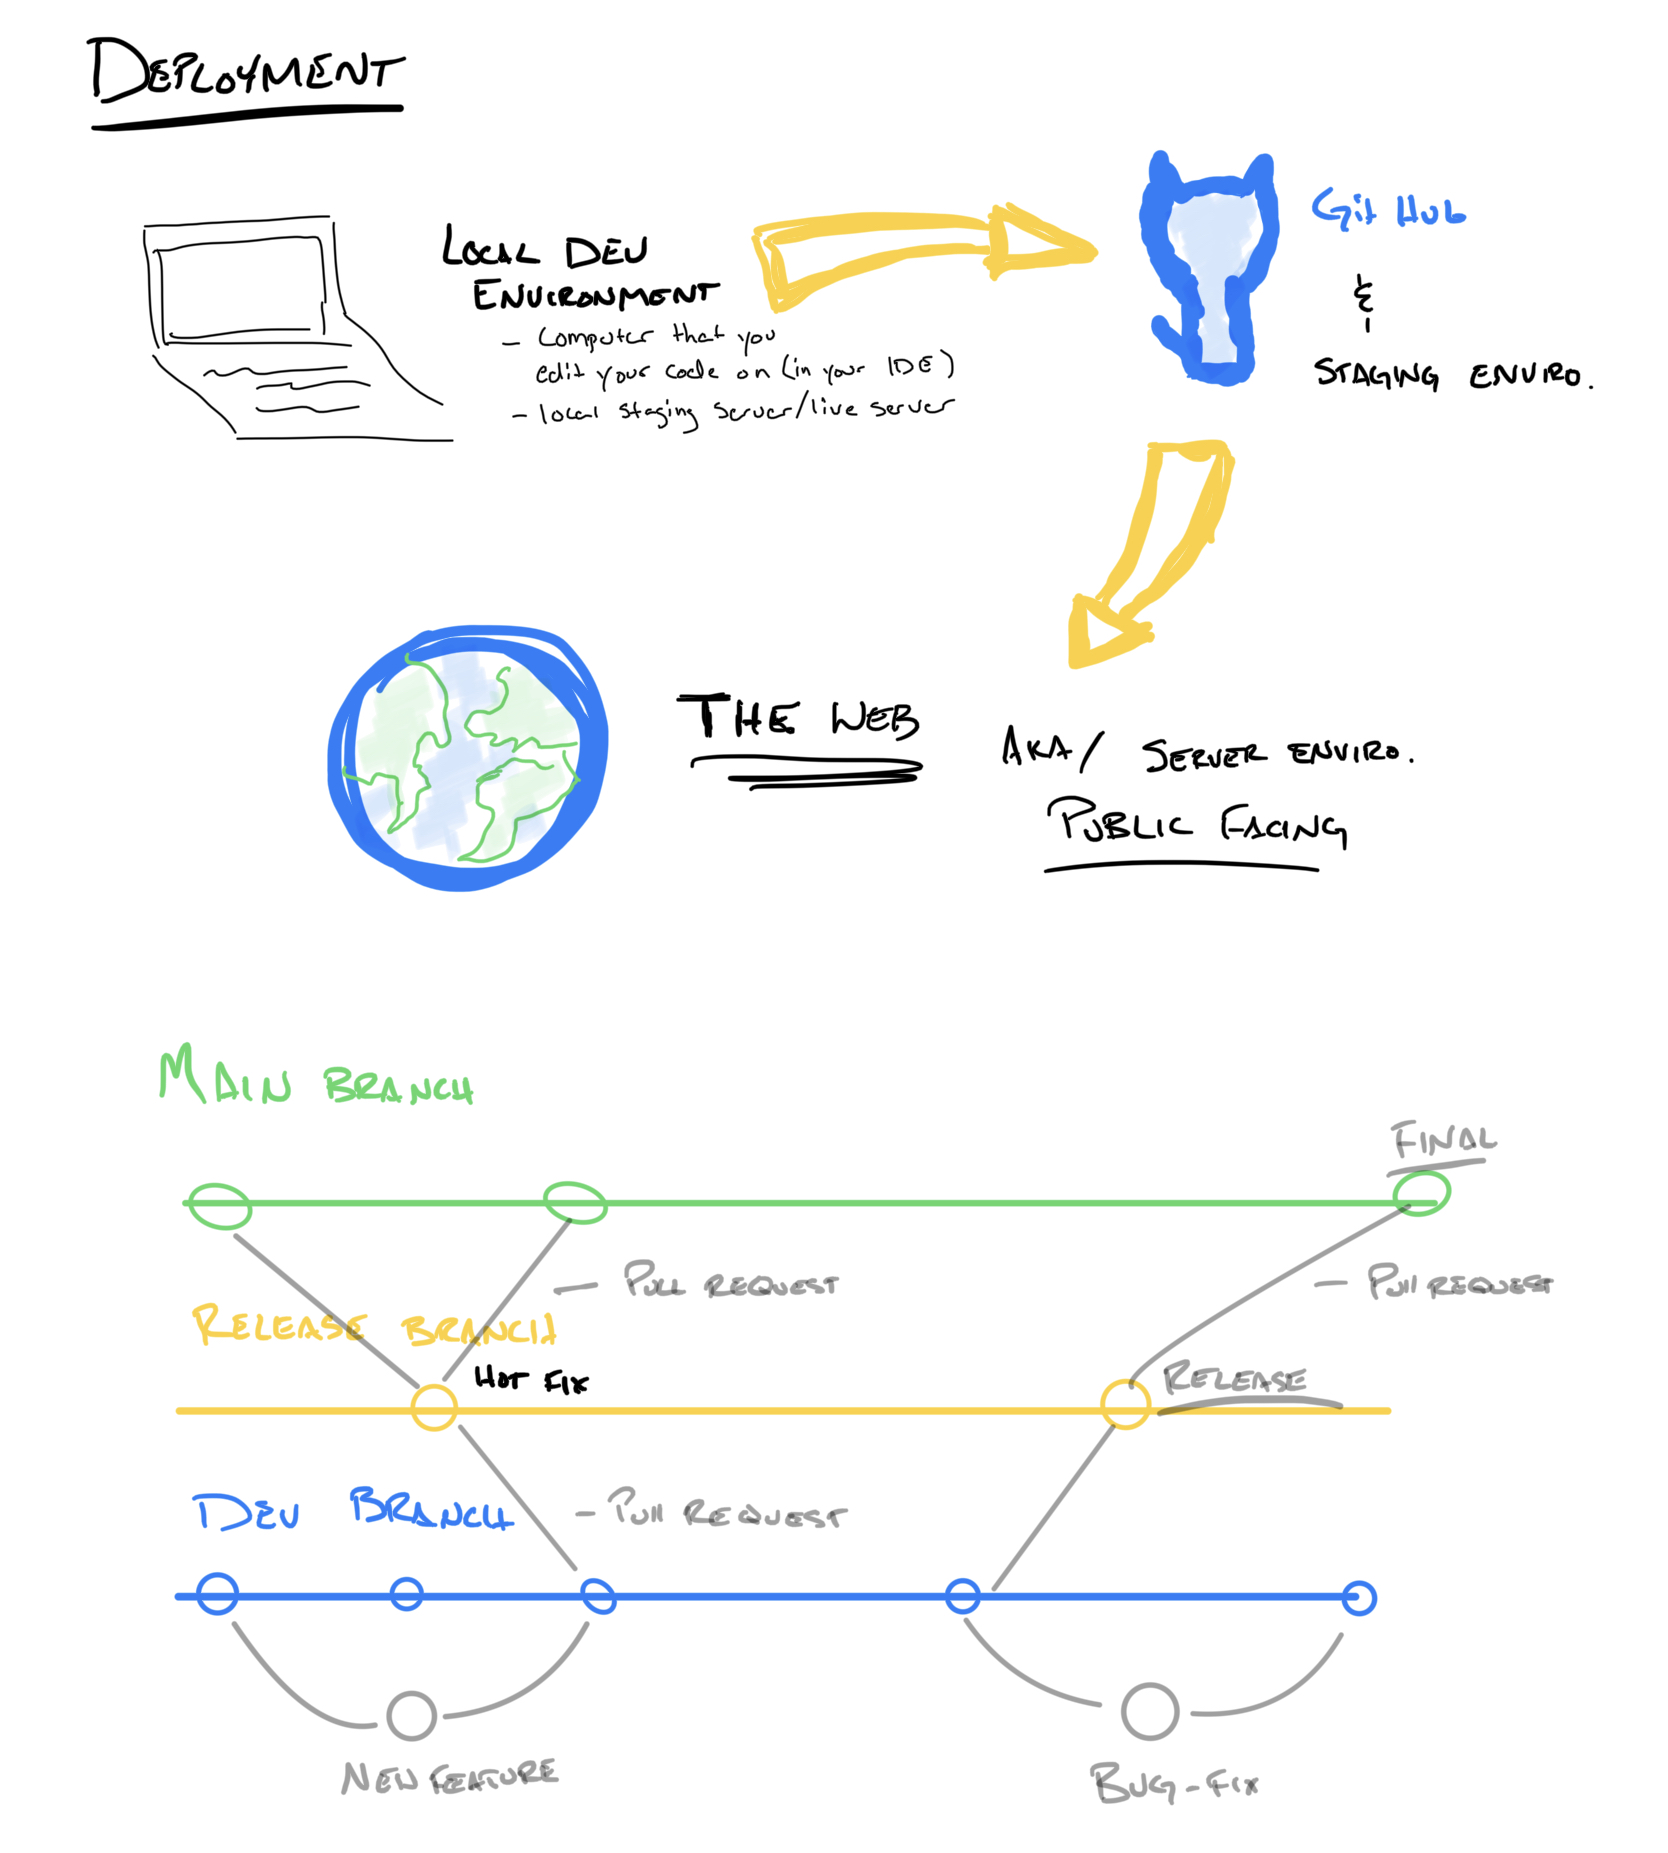 DEPLOYMENT
LOCAL DEV
ENVIRONMENT
- Computer that you
edit your code on (in your IDE)
- local staging server/live server
GitHub
&
STAGING ENVIRO.
THE WEB
AKA/ SERVER ENVIRO.
PUBLIC FACING
MAIN BRANCH
FINAL
- PULL REQUEST
- Pull REQUEST
RELEASE BRANCH
HOT FIX
RELEASE
DEV BRANCH
- Pull REQUEST
NEW FEATURE
BUG-FIX